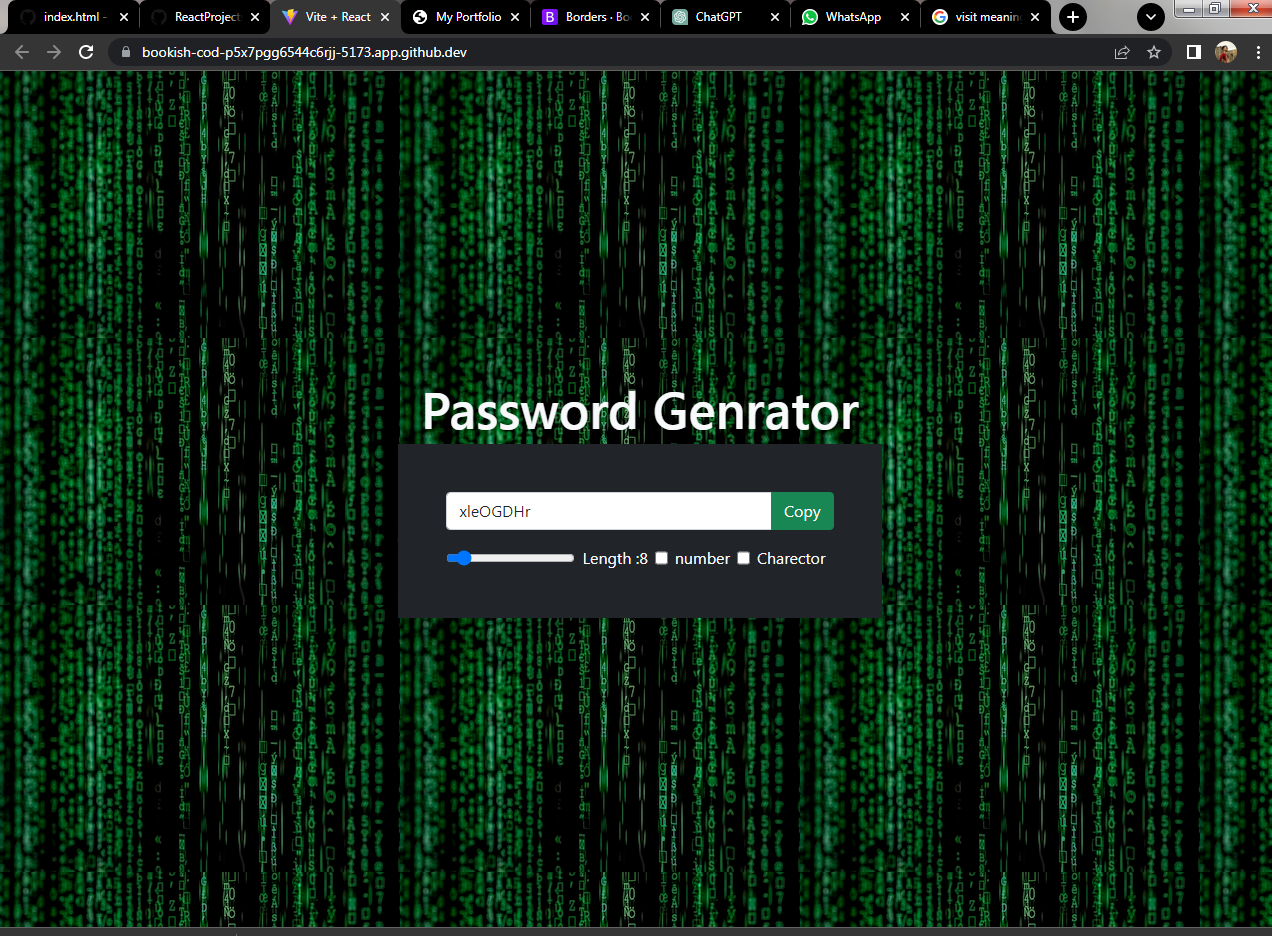 index.html -
ReactProject
Vite + React
My Portfolio
Borders · Bo
ChatGPT
WhatsApp
visit meanin
bookish-cod-p5x7pgg6544c6rjj-5173.app.github.dev
Password Genrator
xleOGDHr
Copy
Length :8 number Charector